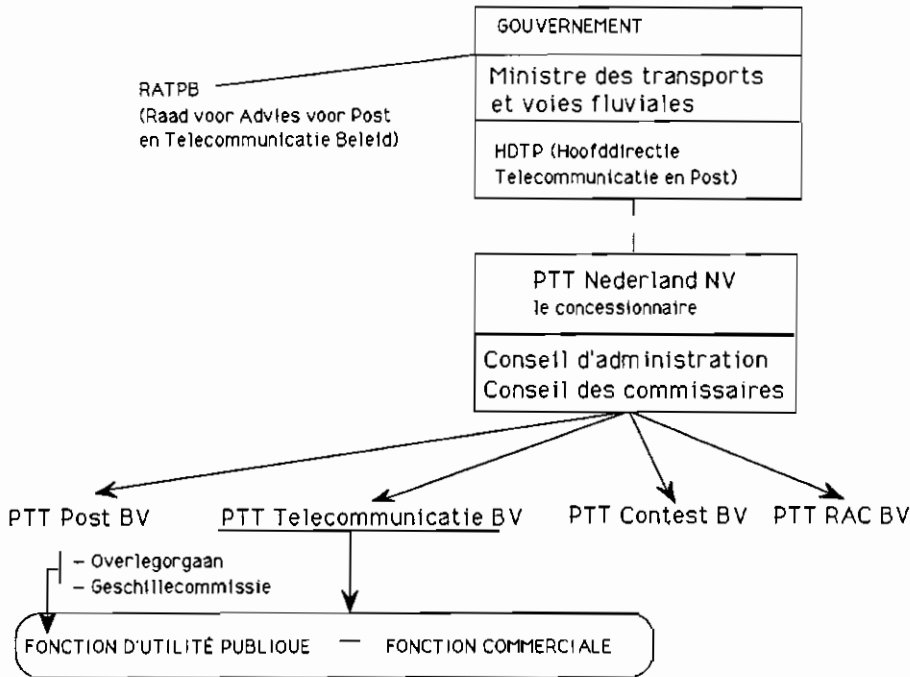 GOUVERNEMENT
Ministre des transports
et voies fluviales
RATPB
(Raad voor Advies voor Post
en Telecommunicatie Beleid)
HDTP (Hoofddirectie
Telecommunicatie en Post)
PTT Nederland NV
le concessionnaire
Conseil d'administration
Conseil des commissaires
PTT Post BV
PTT Telecommunicatie BV
PTT Contest BV
PTT RAC BV
- Overlegorgaan
- Geschillecommissie
FONCTION D'UTILITÉ PUBLIQUE — FONCTION COMMERCIALE